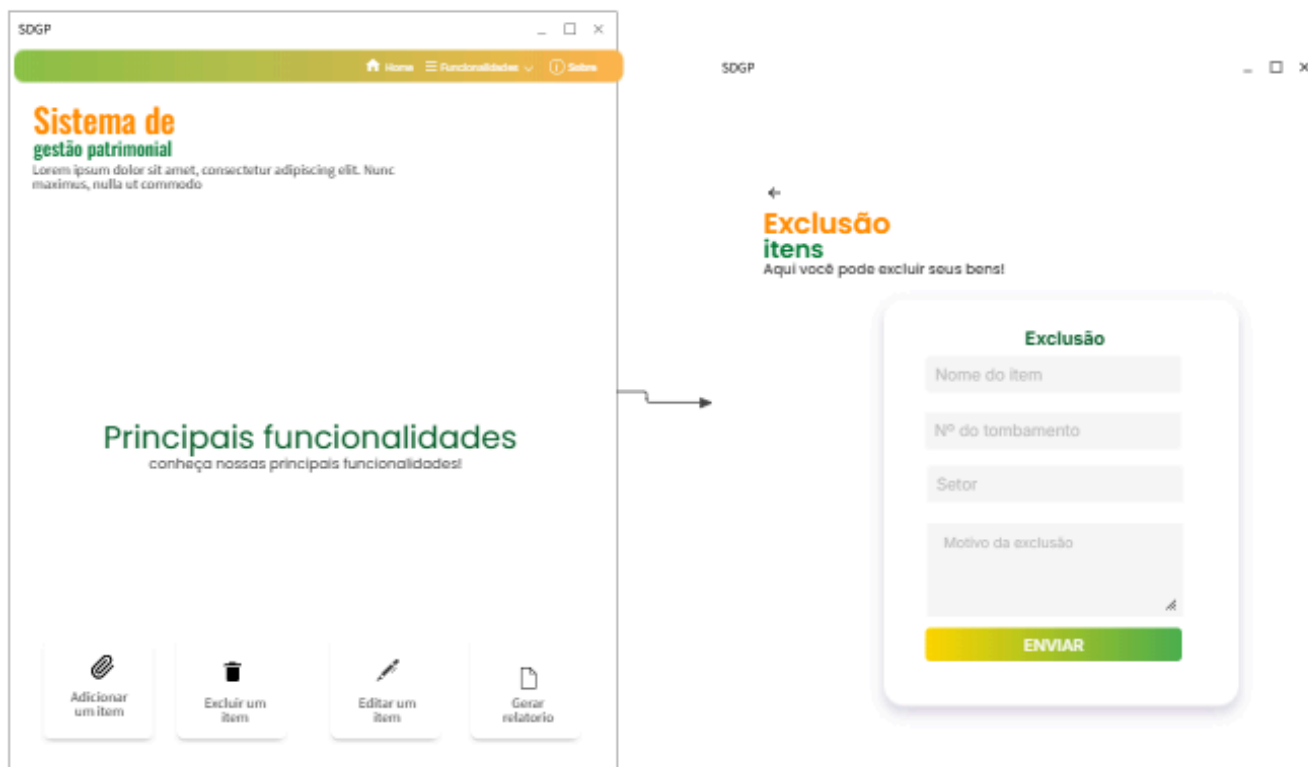 SDGP
Home Funcionalidades Sobre
Sistema de
gestão patrimonial
Lorem ipsum dolor sit amet, consectetur adipiscing elit. Nunc
maximus, nulla ut commodo
Principais funcionalidades
conheça nossas principais funcionalidades!
Adicionar
um item
Excluir um
item
Editar um
item
Gerar
relatorio
SDGP
Exclusão
itens
Aqui você pode excluir seus bens!
Exclusão
Nome do item
Nº do tombamento
Setor
Motivo da exclusão
ENVIAR